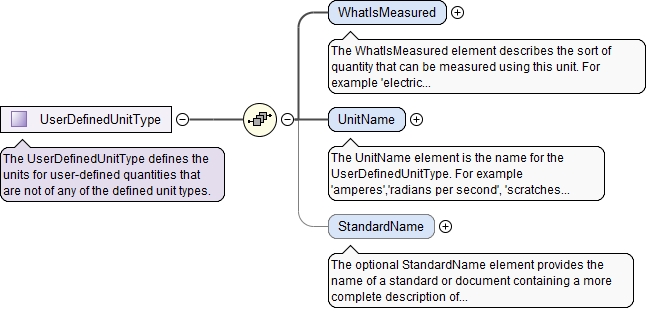 WhatIsMeasured
The WhatIsMeasured element describes the sort of
quantity that can be measured using this unit. For
example 'electric...
UserDefinedUnitType
The UserDefinedUnitType defines the
units for user-defined quantities that
are not of any of the defined unit types.
UnitName
The UnitName element is the name for the
UserDefinedUnitType. For example
'amperes','radians per second', 'scratches...
StandardName
The optional StandardName element provides the
name of a standard or document containing a more
complete description of...